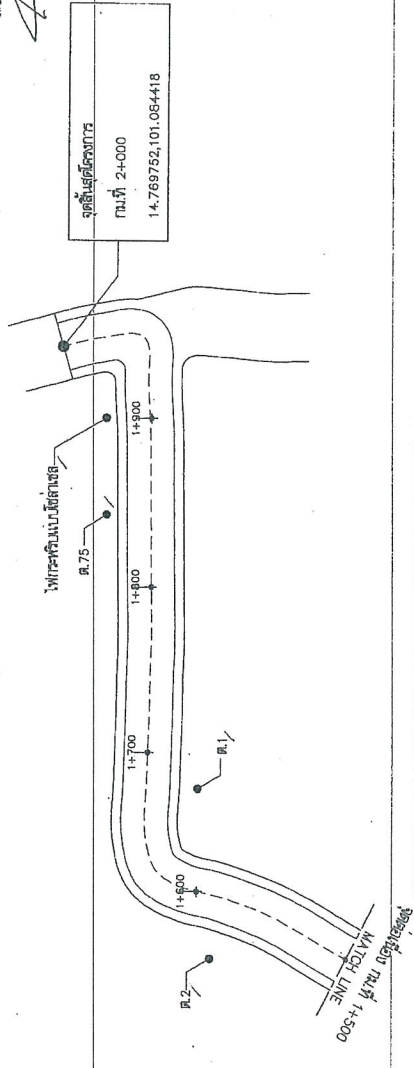 จุดสิ้นสุดโครงการ
กม.ที่ 2+000
14.769752,101.084418
ไฟกระพริบแบบโซล่าเซล
ต.75
1+900
1+800
1+700
ต.1
1+600
ต.2
MATCH LINE
จุดต่อเนื่อง กม.ที่ 1+500